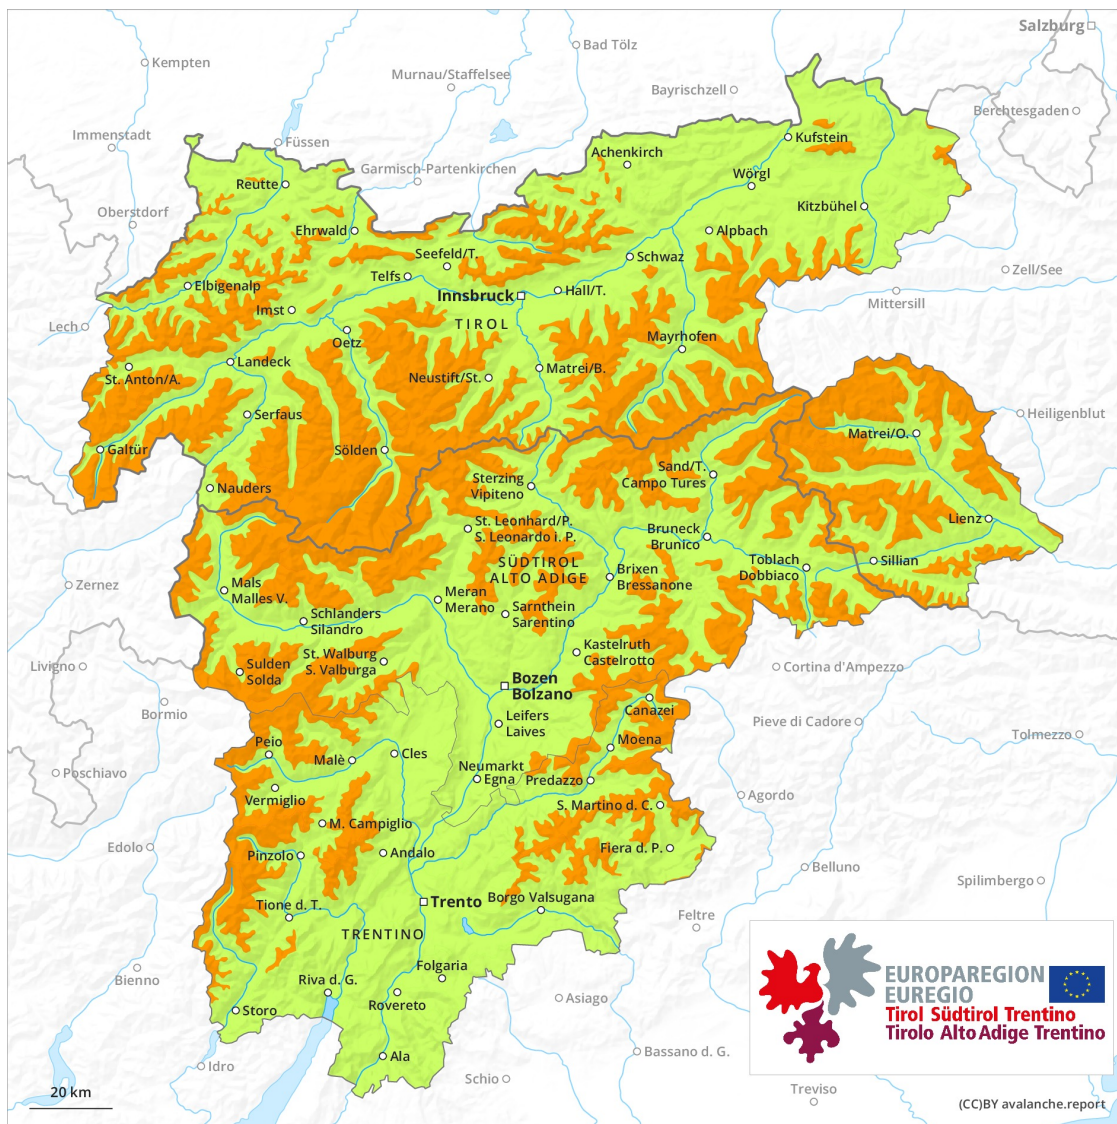 Salzburg
Bad Tölz
Kempten
Murnau/Staffelsee
Bayrischzell
Berchtesgaden
Immenstadt
Füssen
Kufstein
Achenkirch
Garmisch-Partenkirchen
Wörgl
Reutte
Oberstdorf
Kitzbühel
Ehrwald
Alpbach
Seefeld/T.
Schwaz
Zell/See
Telfs
Elbigenalp
Innsbruck
Hall/T.
Mittersill
Imst
Lech
TIROL
Oetz
Mayrhofen
Landeck
Matrei/B.
St. Anton/A.
Neustift/St.
Serfaus
Heiligenblut
Matrei/O.
Galtür
Sölden
Sand/T.
Campo Tures
Sterzing
Vipiteno
Nauders
St. Leonhard/P.
S. Leonardo i. P.
Lienz
Bruneck
Brunico
SÜDTIROL
ALTO ADIGE
Toblach
Dobbiaco
Sillian
Brixen
Bressanone
Zernez
Mals
Malles V.
Meran
Merano
Sarnthein
Sarentino
Schlanders
Silandro
Kastelruth
Castelrotto
St. Walburg
S. Valburga
Livigno
Sulden
Solda
Cortina d'Ampezzo
Bozen
Bolzano
Bormio
Canazei
Leifers
Laives
Pieve di Cadore
Tolmezzo
Peio
Moena
Cles
Malè
Neumarkt
Egna
Predazzo
Poschiavo
Vermiglio
Agordo
S. Martino d. C.
M. Campiglio
Edolo
Pinzolo
Andalo
Fiera d. P.
Belluno
Spilimbergo
Tione d. T.
Trento
Borgo Valsugana
Feltre
TRENTINO
Folgaria
Bienno
Riva d. G.
Rovereto
Asiago
Storo
EUROPAREGION
EUREGIO
Tirol Südtirol Trentino
Tirolo Alto Adige Trentino
Ala
Bassano d. G.
Idro
Schio
Treviso
20 km
(CC)BY avalanche.report